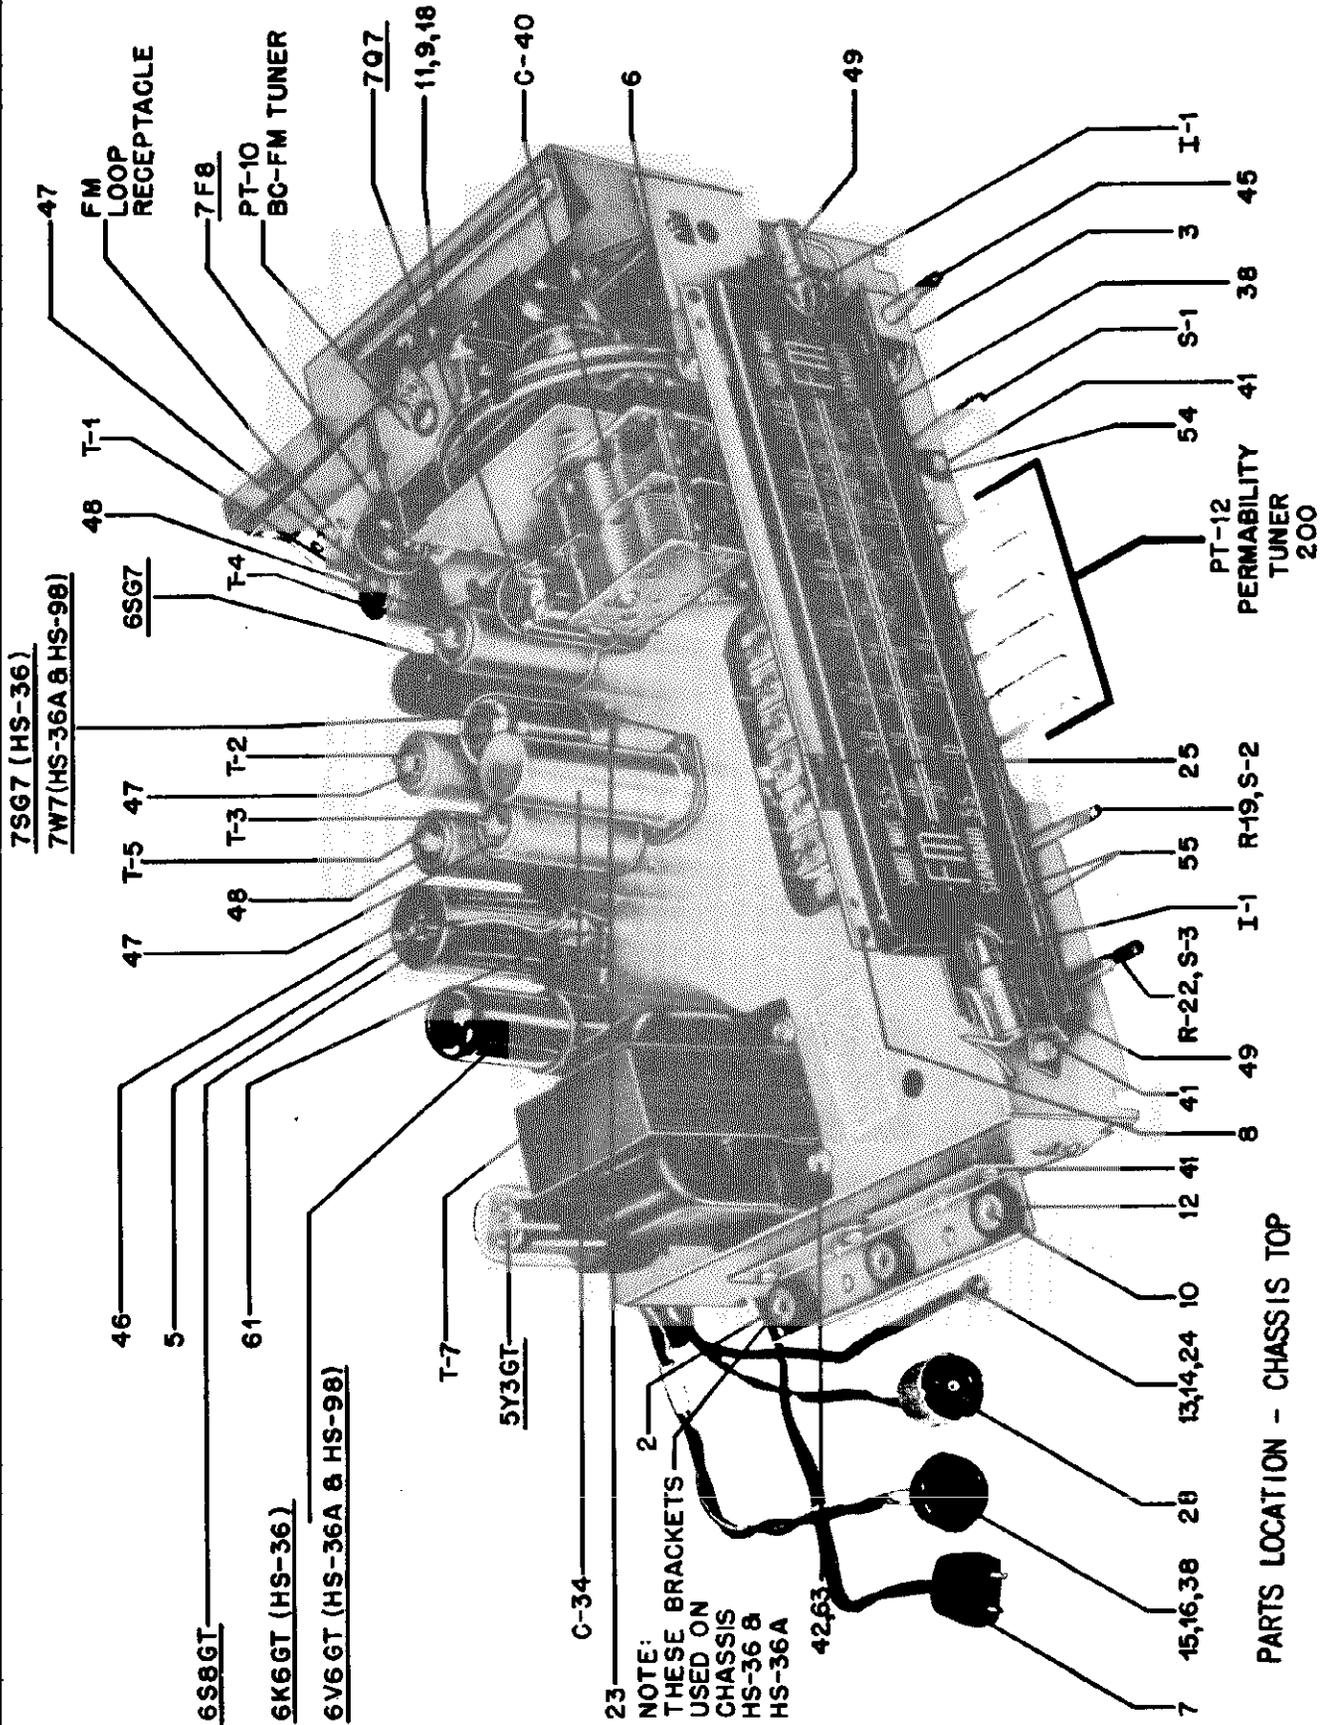 7SG7 (HS-36)
7W7(HS-36A & HS-98)
47
FM
LOOP
RECEPTACLE
7F8
PT-10
BC-FM TUNER
7Q7
11,9,18
C-40
6
49
T-1
48
T-4
6SG7
T-2
47
T-3
T-5
48
47
46
5
6S8GT
61
6K6GT (HS-36)
6V6GT (HS-36A & HS-98)
T-7
5Y3GT
C-34
23
2
NOTE:
THESE BRACKETS
USED ON
CHASSIS
HS-36 &
HS-36A
42,63
FM
FM
7
15,16,38
28
13,14,24
10
12
41
8
41
49
R-22,S-3
I-1
55
R-19,S-2
25
PT-12
PERMABILITY
TUNER
200
54
41
S-1
38
3
45
I-1
PARTS LOCATION - CHASSIS TOP